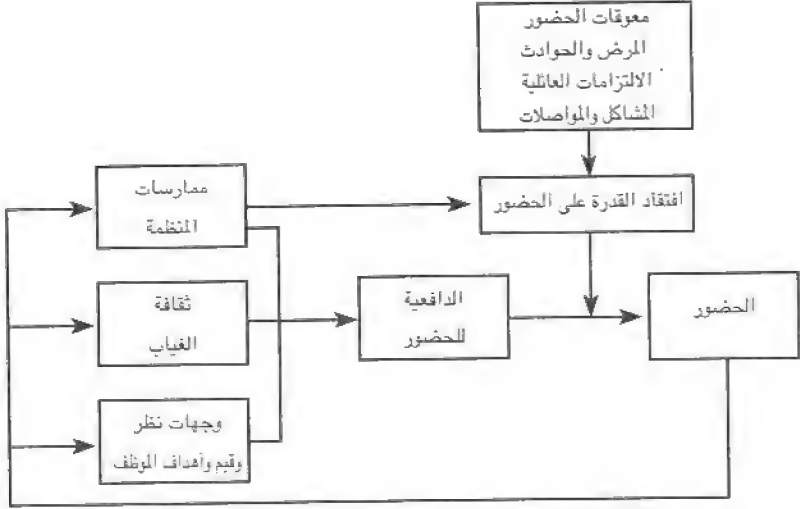 معوقات الحضور
المرض والحوادث
الالتزامات العائلية
المشاكل والمواصلات
افتقاد القدرة على الحضور
ممارسات
المنظمة
ثقافة
الغياب
الدافعية
للحضور
الحضور
وجهات نظر
وقيم وأهداف الموظف